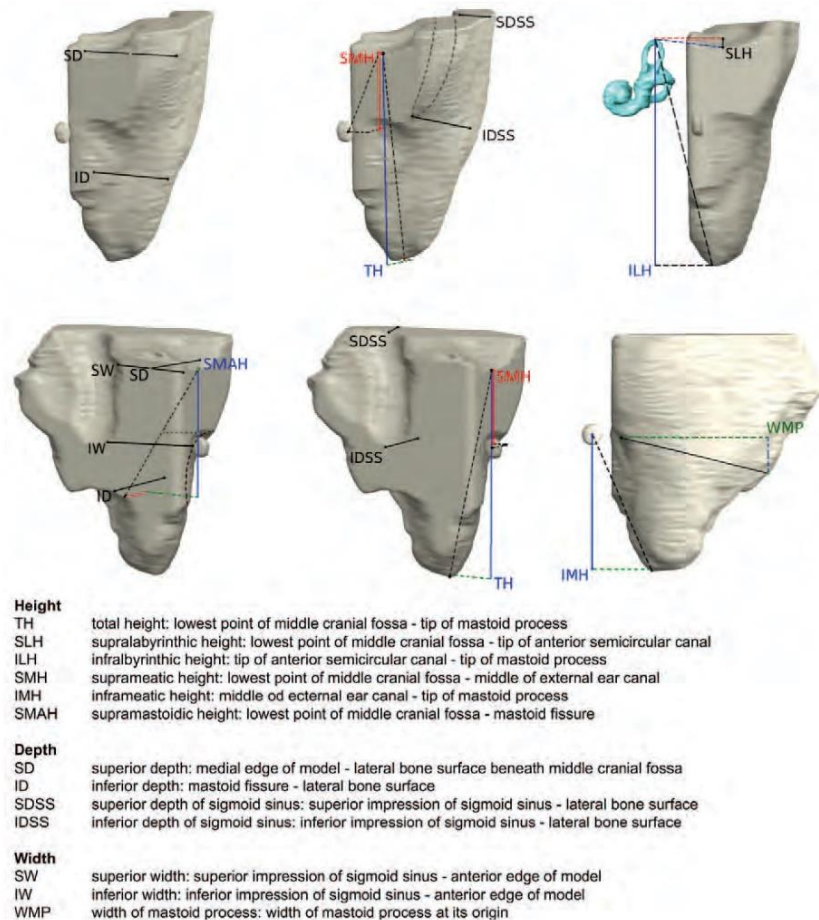 SD
ID
SDSS
SMH
IDSS
TH
SLH
ILH
SW
SD
SMAH
IW
ID
SDSS
SMH
IDSS
TH
WMP
IMH
Height
TH total height: lowest point of middle cranial fossa - tip of mastoid process
SLH supralabyrinthic height: lowest point of middle cranial fossa - tip of anterior semicircular canal
ILH infralbyrinthic height: tip of anterior semicircular canal - tip of mastoid process
SMH suprameatic height: lowest point of middle cranial fossa - middle of external ear canal
IMH inframeatic height: middle od ecternal ear canal - tip of mastoid process
SMAH supramastoidic height: lowest point of middle cranial fossa - mastoid fissure
Depth
SD superior depth: medial edge of model - lateral bone surface beneath middle cranial fossa
ID inferior depth: mastoid fissure - lateral bone surface
SDSS superior depth of sigmoid sinus: superior impression of sigmoid sinus - lateral bone surface
IDSS inferior depth of sigmoid sinus: inferior impression of sigmoid sinus - lateral bone surface
Width
SW superior width: superior impression of sigmoid sinus - anterior edge of model
IW inferior width: inferior impression of sigmoid sinus - anterior edge of model
WMP width of mastoid process: width of mastoid process at its origin